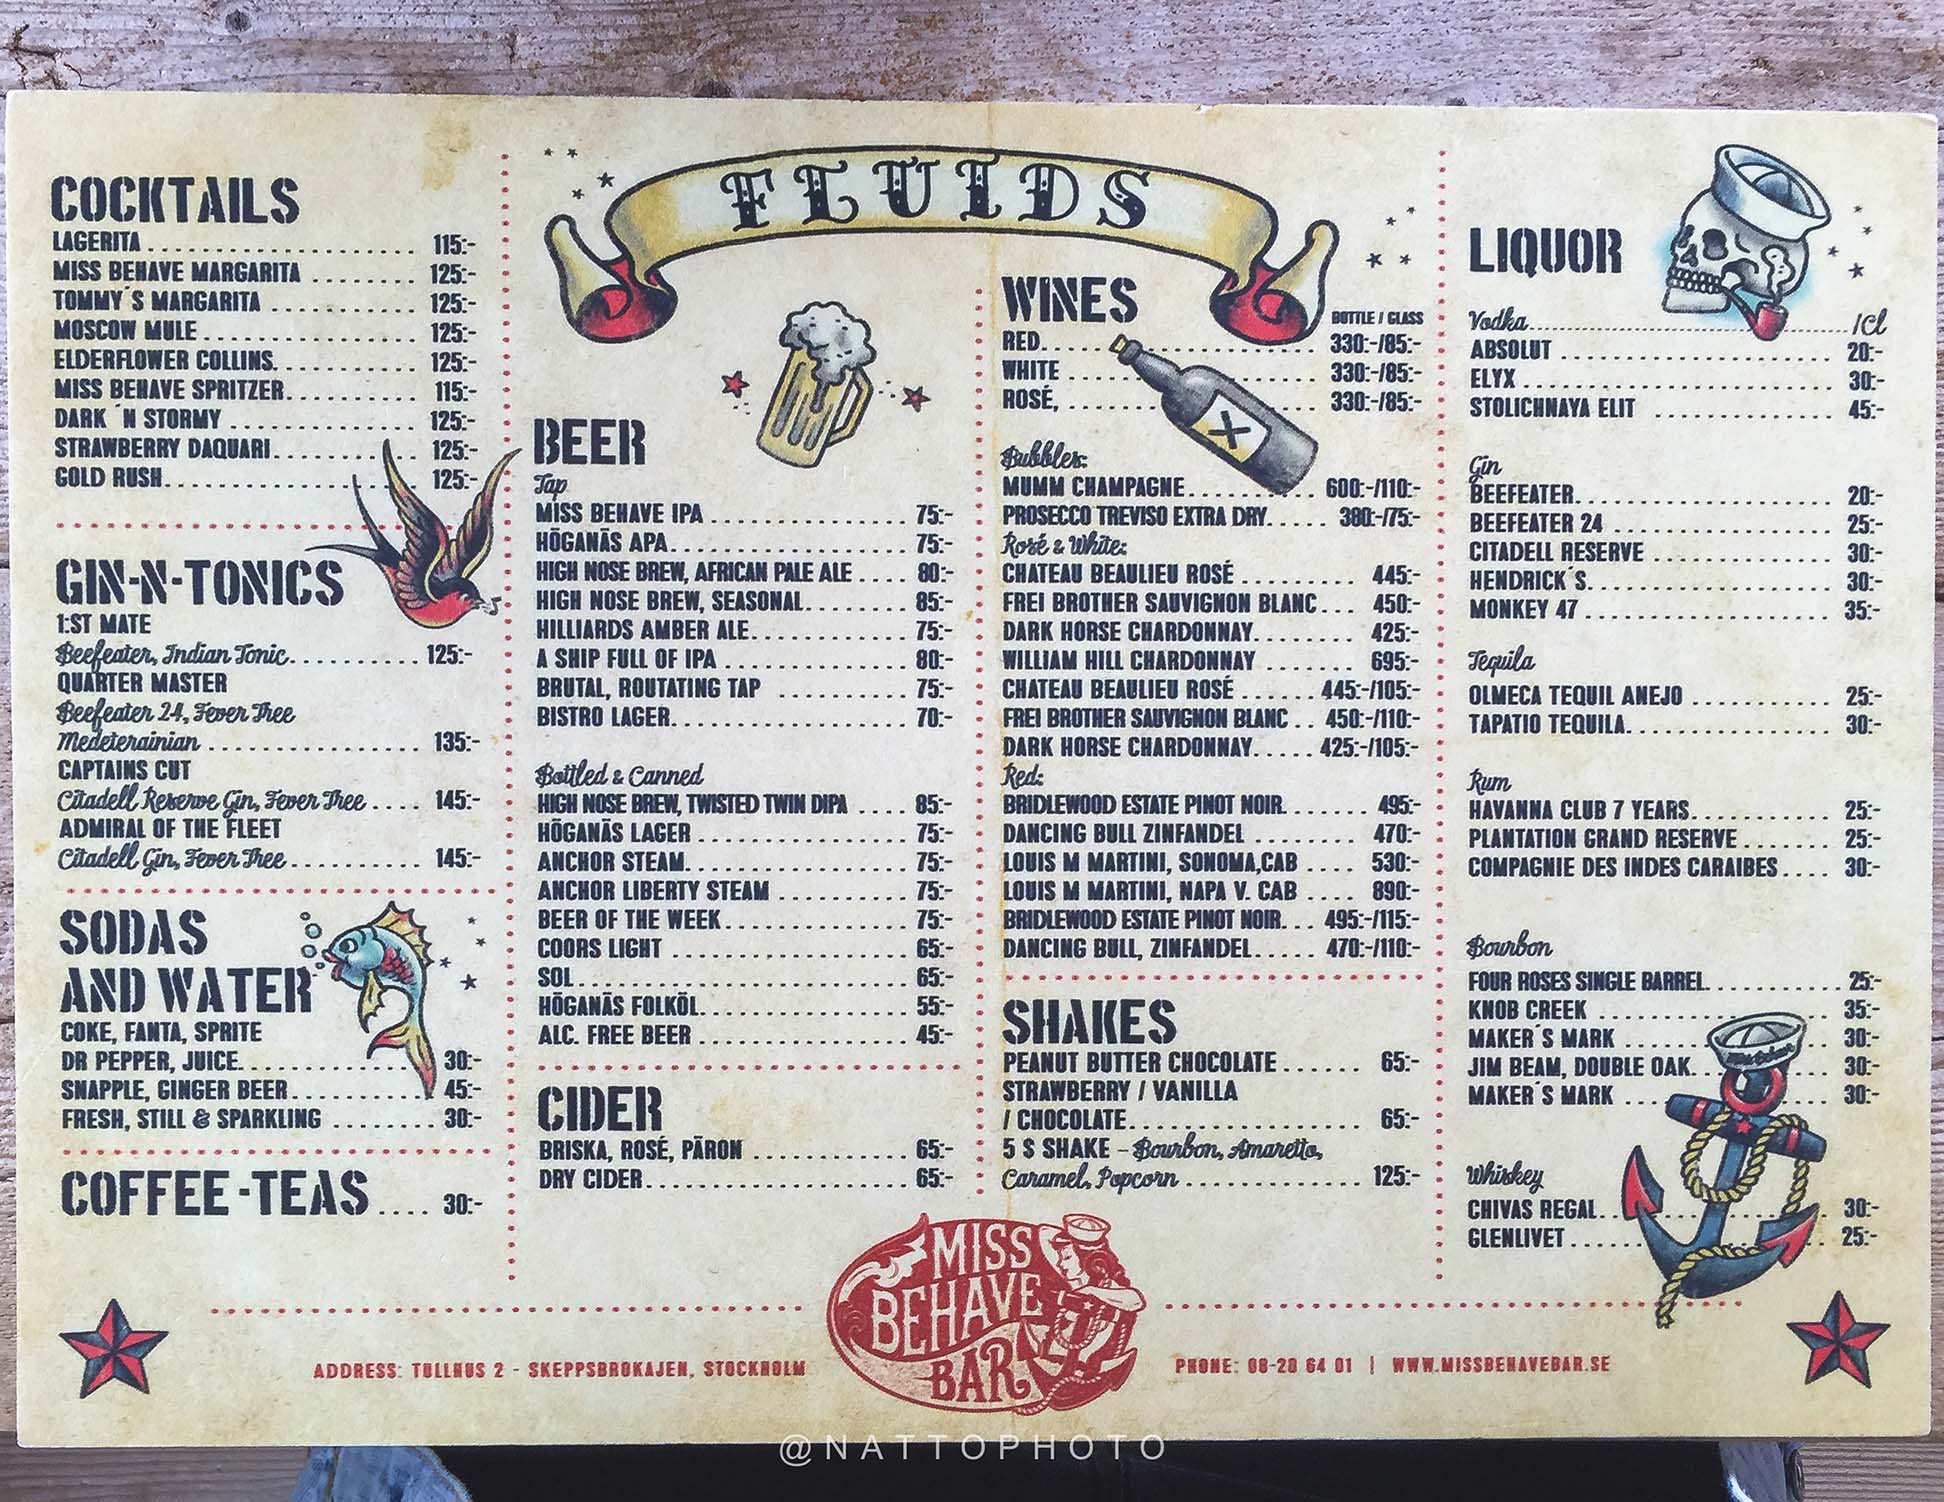 FLUIDS
COCKTAILS
LAGERITA ........................ 115:-
MISS BEHAVE MARGARITA ........ 125:-
TOMMY´S MARGARITA ........... 125:-
MOSCOW MULE ................. 125:-
ELDERFLOWER COLLINS. .......... 125:-
MISS BEHAVE SPRITZER. ......... 115:-
DARK ´N STORMY ............... 125:-
STRAWBERRY DAQUARI ........... 125:-
GOLD RUSH. ................... 125:-
GIN-N-TONICS
1:ST MATE
Beefeater, Indian Tonic. ......... 125:-
QUARTER MASTER
Beefeater 24, Fever Tree
Medeterainian ................. 135:-
CAPTAINS CUT
Citadell Reserve Gin, Fever Tree .... 145:-
ADMIRAL OF THE FLEET
Citadell Gin, Fever Tree .......... 145:-
SODAS
AND WATER
COKE, FANTA, SPRITE
DR PEPPER, JUICE. .............. 30:-
SNAPPLE, GINGER BEER ........... 45:-
FRESH, STILL & SPARKLING ........ 30:-
COFFEE-TEAS .... 30:-
BEER
Tap
MISS BEHAVE IPA ............... 75:-
HÖGANÄS APA. ................. 75:-
HIGH NOSE BREW, AFRICAN PALE ALE .... 80:-
HIGH NOSE BREW, SEASONAL ........ 85:-
HILLIARDS AMBER ALE. ........... 75:-
A SHIP FULL OF IPA .............. 80:-
BRUTAL, ROUTATING TAP .......... 75:-
BISTRO LAGER. ................. 70:-
Bottled & Canned
HIGH NOSE BREW, TWISTED TWIN DIPA .... 85:-
HÖGANÄS LAGER ................ 75:-
ANCHOR STEAM. ................ 75:-
ANCHOR LIBERTY STEAM .......... 75:-
BEER OF THE WEEK .............. 75:-
COORS LIGHT .................. 65:-
SOL ......................... 65:-
HÖGANÄS FOLKÖL. .............. 55:-
ALC. FREE BEER ................ 45:-
CIDER
BRISKA, ROSÉ, PÄRON ............ 65:-
DRY CIDER .................... 65:-
WINES
BOTTLE / GLASS
RED. ........................ 330:-/85:-
WHITE ....................... 330:-/85:-
ROSÉ, ....................... 330:-/85:-
Bubbles:
MUMM CHAMPAGNE ............. 600:-/110:-
PROSECCO TREVISO EXTRA DRY ..... 380:-/75:-
Rosé & White:
CHATEAU BEAULIEU ROSÉ .......... 445:-
FREI BROTHER SAUVIGNON BLANC ... 450:-
DARK HORSE CHARDONNAY ......... 425:-
WILLIAM HILL CHARDONNAY ....... 695:-
CHATEAU BEAULIEU ROSÉ ...... 445:-/105:-
FREI BROTHER SAUVIGNON BLANC .. 450:-/110:-
DARK HORSE CHARDONNAY ..... 425:-/105:-
Red:
BRIDLEWOOD ESTATE PINOT NOIR. ....... 495:-
DANCING BULL ZINFANDEL ......... 470:-
LOUIS M MARTINI, SONOMA,CAB .... 530:-
LOUIS M MARTINI, NAPA V. CAB .... 890:-
BRIDLEWOOD ESTATE PINOT NOIR. .. 495:-/115:-
DANCING BULL, ZINFANDEL ..... 470:-/110:-
SHAKES
PEANUT BUTTER CHOCOLATE ...... 65:-
STRAWBERRY / VANILLA
/ CHOCOLATE .................. 65:-
5 $ SHAKE - Bourbon, Amaretto,
Caramel, Popcorn .............. 125:-
LIQUOR
Vodka ........................ /Cl
ABSOLUT ..................... 20:-
ELYX ........................ 30:-
STOLICHNAYA ELIT .............. 45:-
Gin
BEEFEATER. ................... 20:-
BEEFEATER 24 ................. 25:-
CITADELL RESERVE .............. 30:-
HENDRICK´S. .................. 30:-
MONKEY 47 ................... 35:-
Tequila
OLMECA TEQUIL ANEJO ........... 25:-
TAPATIO TEQUILA. .............. 30:-
Rum
HAVANNA CLUB 7 YEARS .......... 25:-
PLANTATION GRAND RESERVE ....... 25:-
COMPAGNIE DES INDES CARAIBES .... 30:-
Bourbon
FOUR ROSES SINGLE BARREL. ........ 25:-
KNOB CREEK .................. 35:-
MAKER´S MARK ................ 30:-
JIM BEAM, DOUBLE OAK. ......... 30:-
MAKER´S MARK ................ 30:-
Whiskey
CHIVAS REGAL ................. 30:-
GLENLIVET .................... 25:-
MISS
BEHAVE
BAR
ADDRESS: TULLHUS 2 - SKEPPSBROKAJEN, STOCKHOLM
PHONE: 08-20 64 01 | WWW.MISSBEHAVEBAR.SE
@NATTOPHOTO